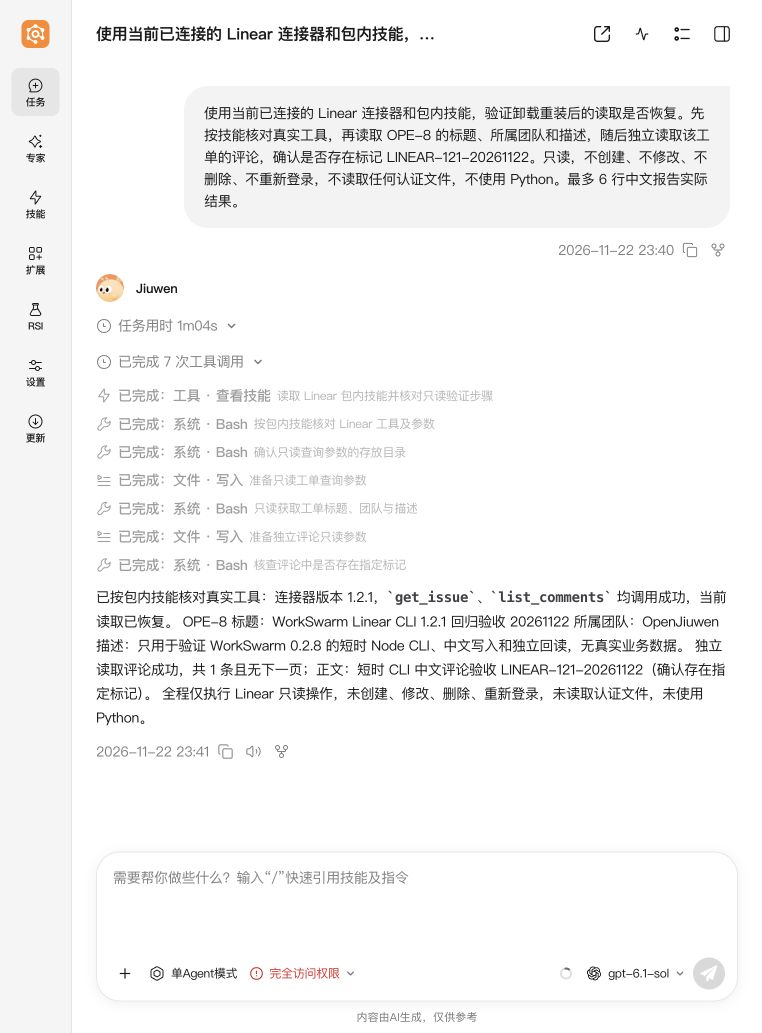 使用当前已连接的 Linear 连接器和包内技能，…
任务
专家
技能
扩展
RSI
设置
更新
使用当前已连接的 Linear 连接器和包内技能，验证卸载重装后的读取是否恢复。先
按技能核对真实工具，再读取 OPE-8 的标题、所属团队和描述，随后独立读取该工
单的评论，确认是否存在标记 LINEAR-121-20261122。只读，不创建、不修改、不
删除、不重新登录，不读取任何认证文件，不使用 Python。最多 6 行中文报告实际
结果。
2026-11-22 23:40
Jiuwen
任务用时 1m04s
已完成 7 次工具调用
已完成：工具 · 查看技能 读取 Linear 包内技能并核对只读验证步骤
已完成：系统 · Bash 按包内技能核对 Linear 工具及参数
已完成：系统 · Bash 确认只读查询参数的存放目录
已完成：文件 · 写入 准备只读工单查询参数
已完成：系统 · Bash 只读获取工单标题、团队与描述
已完成：文件 · 写入 准备独立评论只读参数
已完成：系统 · Bash 核查评论中是否存在指定标记
已按包内技能核对真实工具：连接器版本 1.2.1，`get_issue`、`list_comments` 均调用成功，当前
读取已恢复。 OPE-8 标题：WorkSwarm Linear CLI 1.2.1 回归验收 20261122 所属团队：OpenJiuwen
描述：只用于验证 WorkSwarm 0.2.8 的短时 Node CLI、中文写入和独立回读，无真实业务数据。 独立
读取评论成功，共 1 条且无下一页；正文：短时 CLI 中文评论验收 LINEAR-121-20261122（确认存在指
定标记）。 全程仅执行 Linear 只读操作，未创建、修改、删除、重新登录，未读取认证文件，未使用
Python。
2026-11-22 23:41
需要帮你做些什么？输入“/”快速引用技能及指令
单Agent模式
完全访问权限
gpt-6.1-sol
内容由AI生成，仅供参考